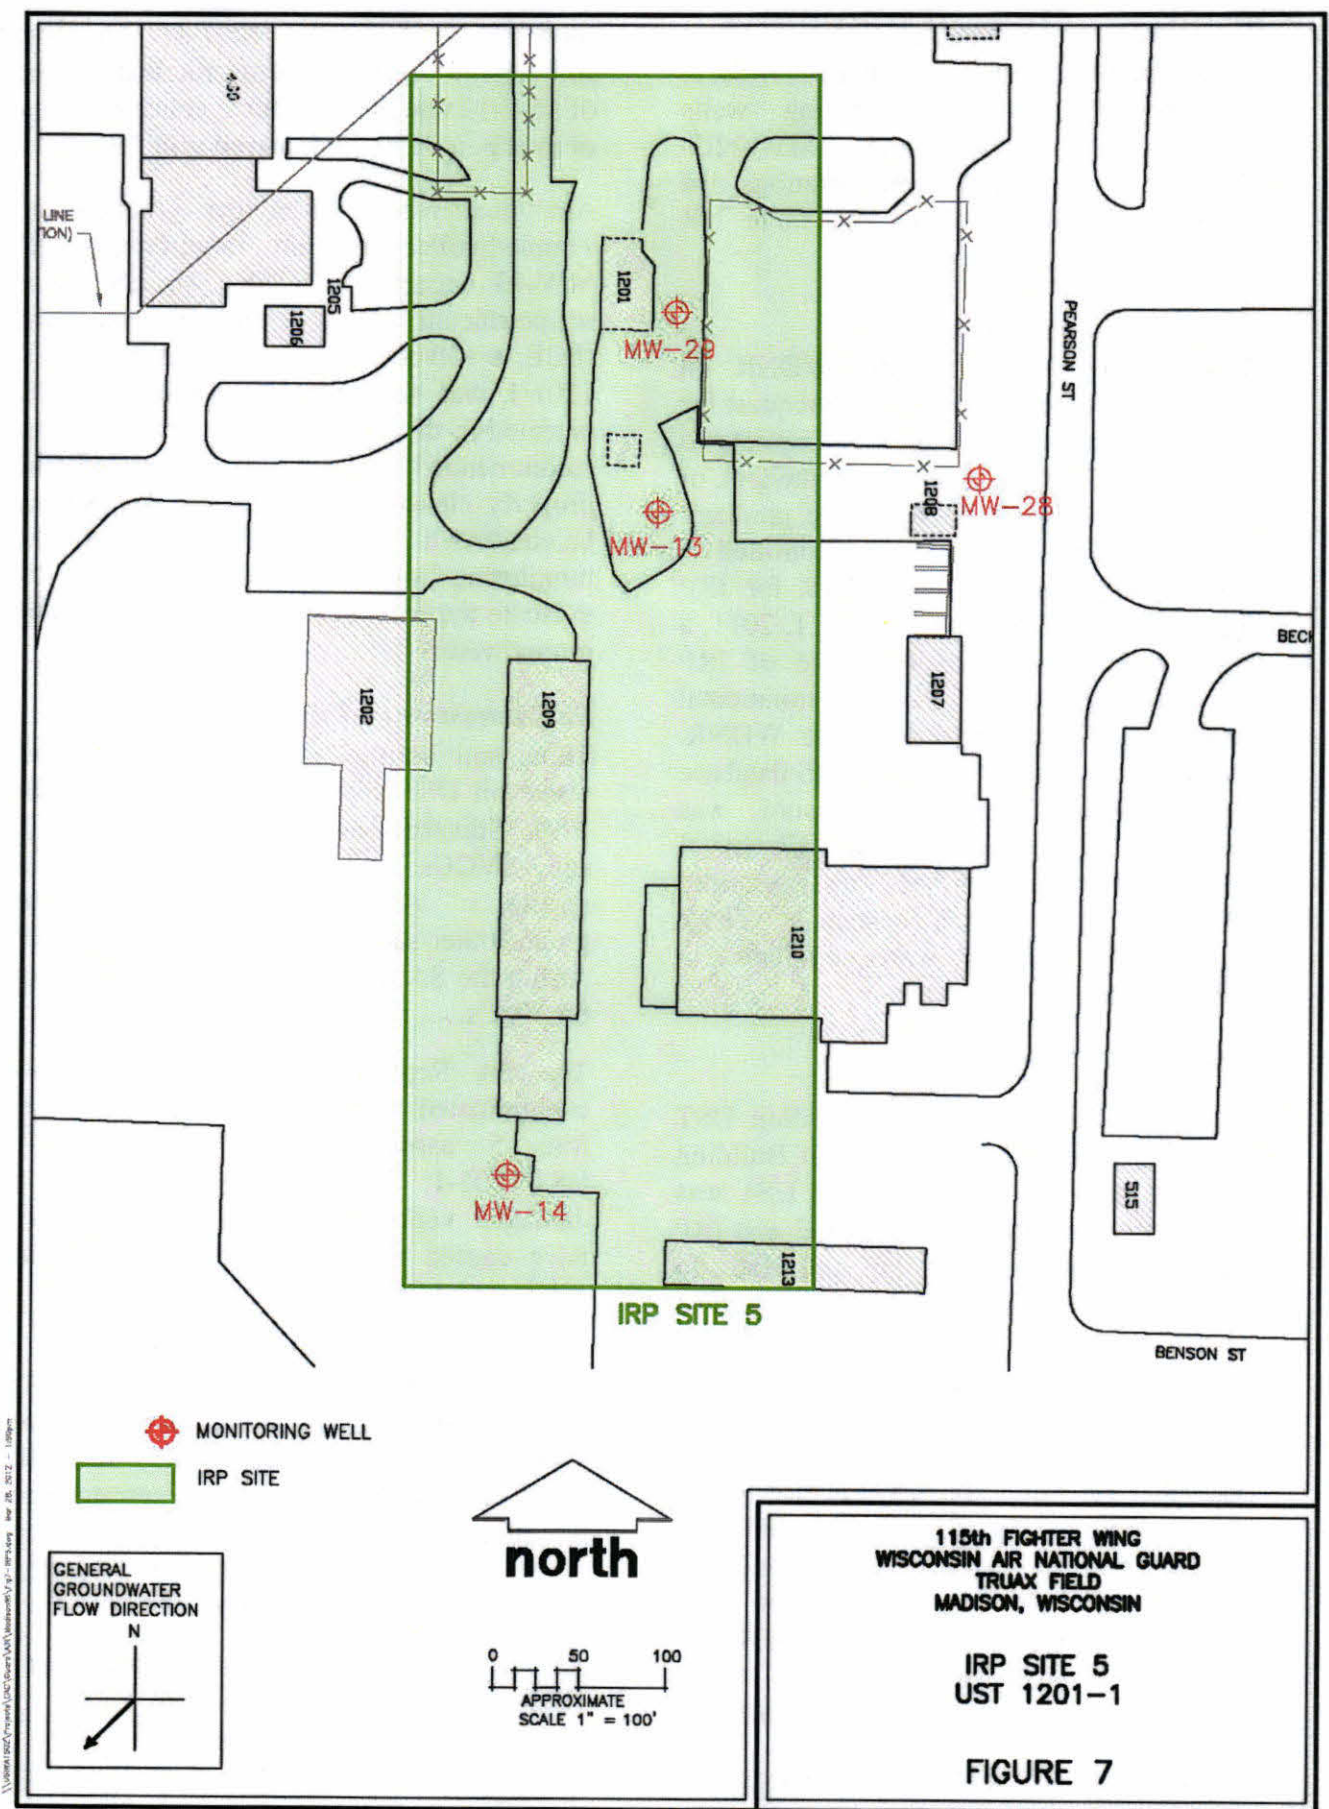 430
LINE
ION)
1205
1206
1201
MW-29
PEARSON ST
1208
MW-28
MW-13
BECK
1202
1209
1207
1210
MW-14
515
1213
IRP SITE 5
BENSON ST
MONITORING WELL
IRP SITE
north
GENERAL
GROUNDWATER
FLOW DIRECTION
N
0 50 100
APPROXIMATE
SCALE 1" = 100'
115th FIGHTER WING
WISCONSIN AIR NATIONAL GUARD
TRUAX FIELD
MADISON, WISCONSIN
IRP SITE 5
UST 1201-1
FIGURE 7